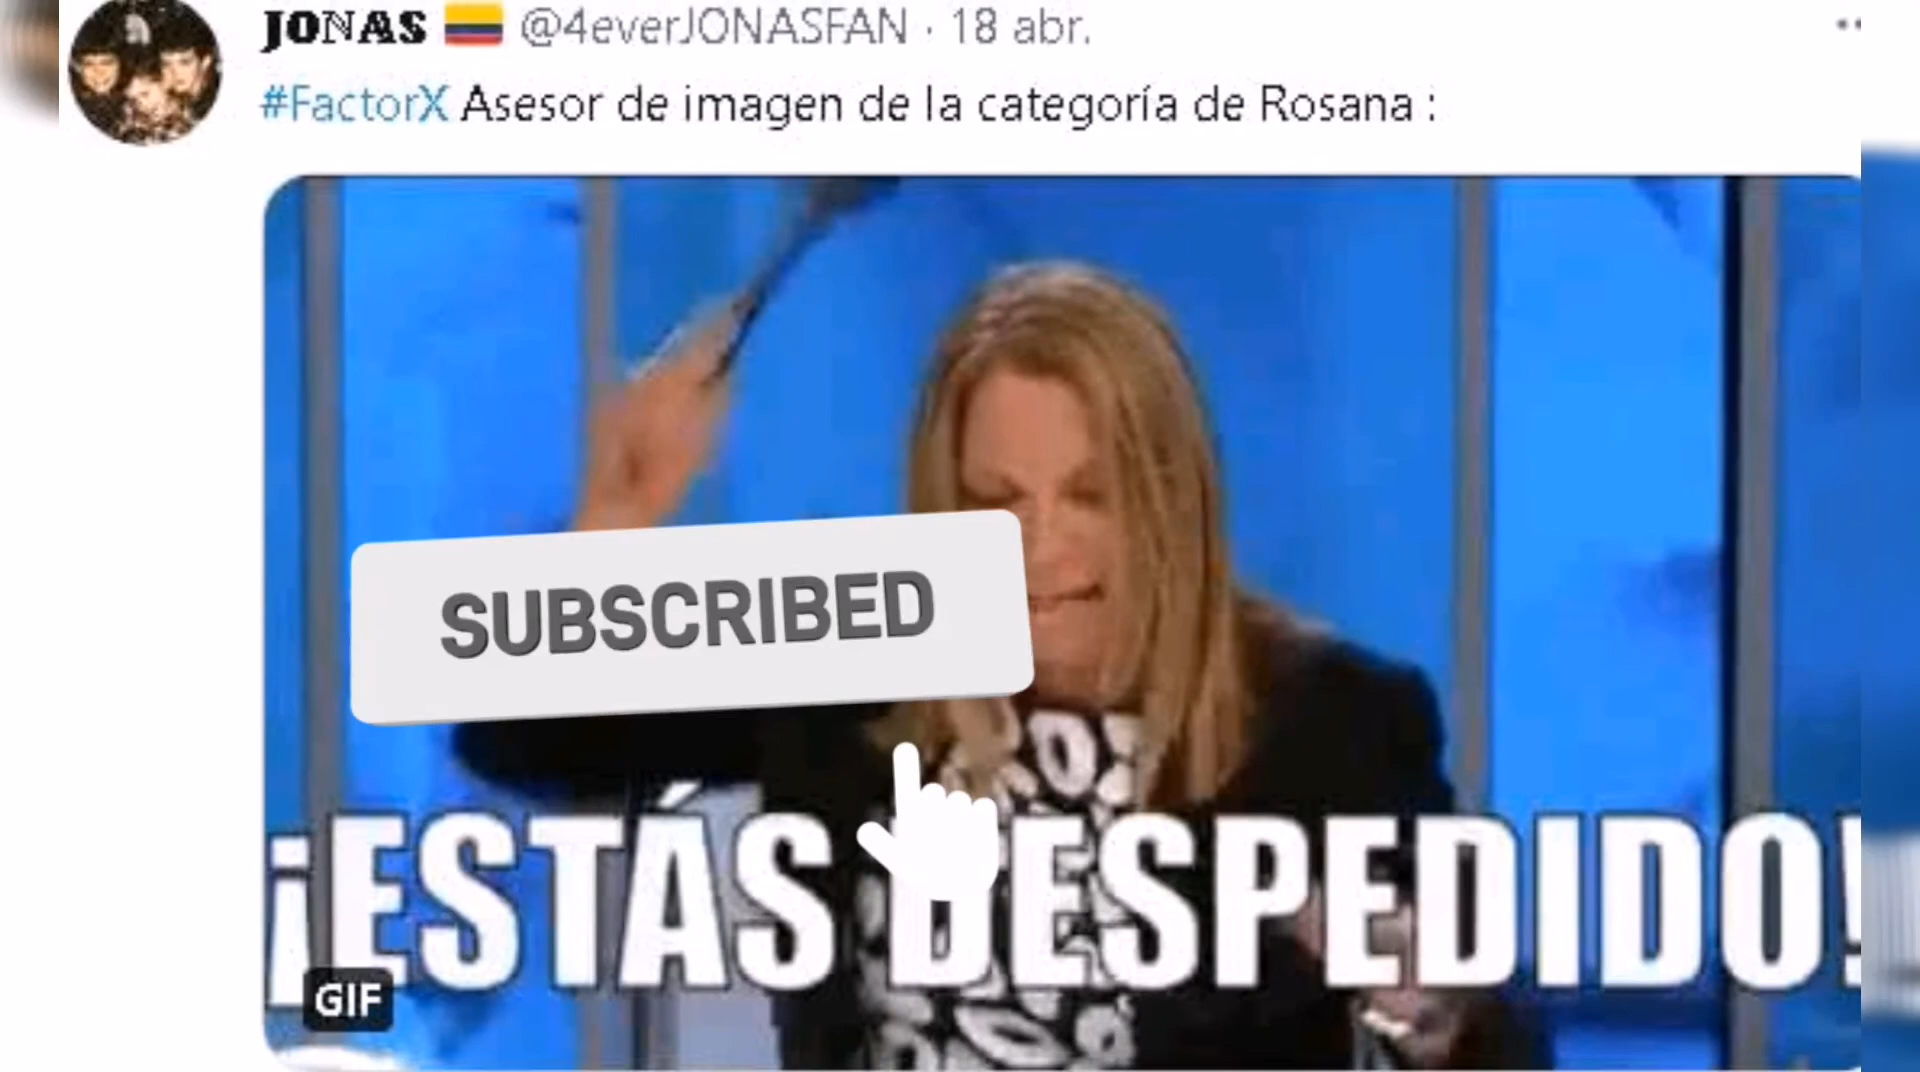 JONAS @4everJONASFAN · 18 abr.
#FactorX Asesor de imagen de la categoría de Rosana :
SUBSCRIBED
¡ESTÁS DESPEDIDO!
GIF